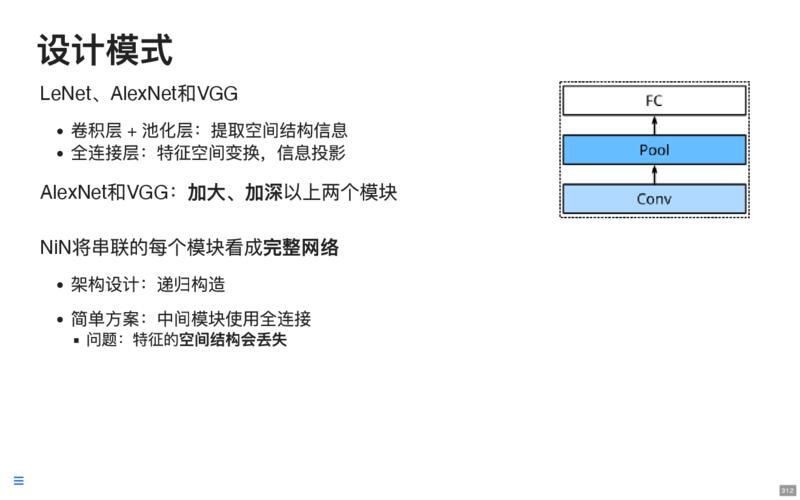 设计模式
LeNet、AlexNet和VGG
• 卷积层 + 池化层：提取空间结构信息
• 全连接层：特征空间变换，信息投影
AlexNet和VGG：加大、加深以上两个模块
NiN将串联的每个模块看成完整网络
• 架构设计：递归构造
• 简单方案：中间模块使用全连接
▪ 问题：特征的空间结构会丢失
FC
Pool
Conv
312